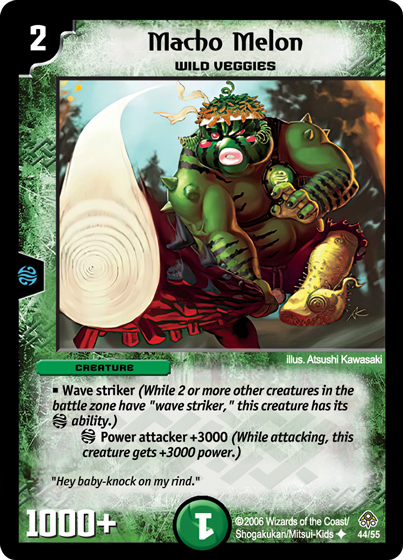 2
Macho Melon
WILD VEGGIES
illus. Atsushi Kawasaki
CREATURE
▪ Wave striker (While 2 or more other creatures in the
battle zone have "wave striker," this creature has its
ability.)
Power attacker +3000 (While attacking, this
creature gets +3000 power.)
"Hey baby-knock on my rind."
1000+
©2006 Wizards of the Coast/
Shogakukan/Mitsui-Kids ✦ 44/55